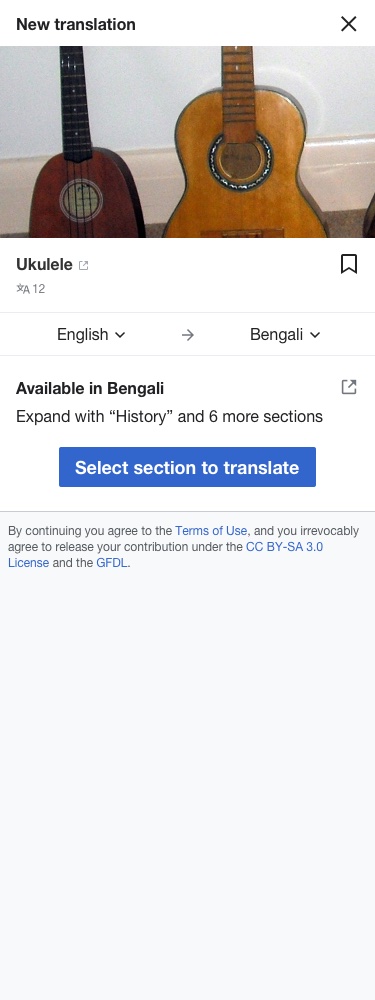 New translation
Ukulele
12
English
Bengali
Available in Bengali
Expand with “History” and 6 more sections
Select section to translate
By continuing you agree to the Terms of Use, and you irrevocably
agree to release your contribution under the CC BY-SA 3.0
License and the GFDL.